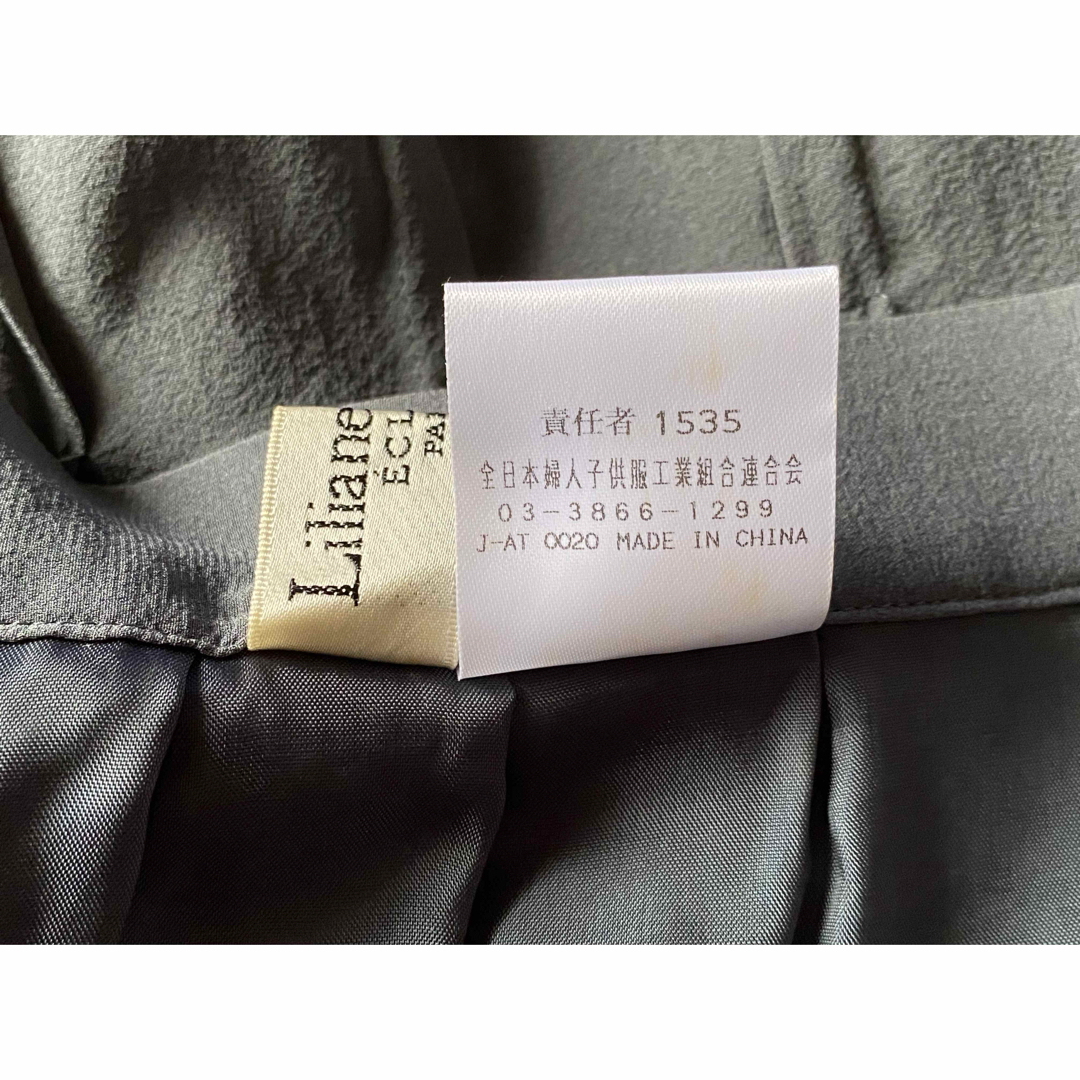 Liliane
ÉCL
PA
責任者 1535
全日本婦人子供服工業組合連合会
03-3866-1299
J-AT 0020 MADE IN CHINA